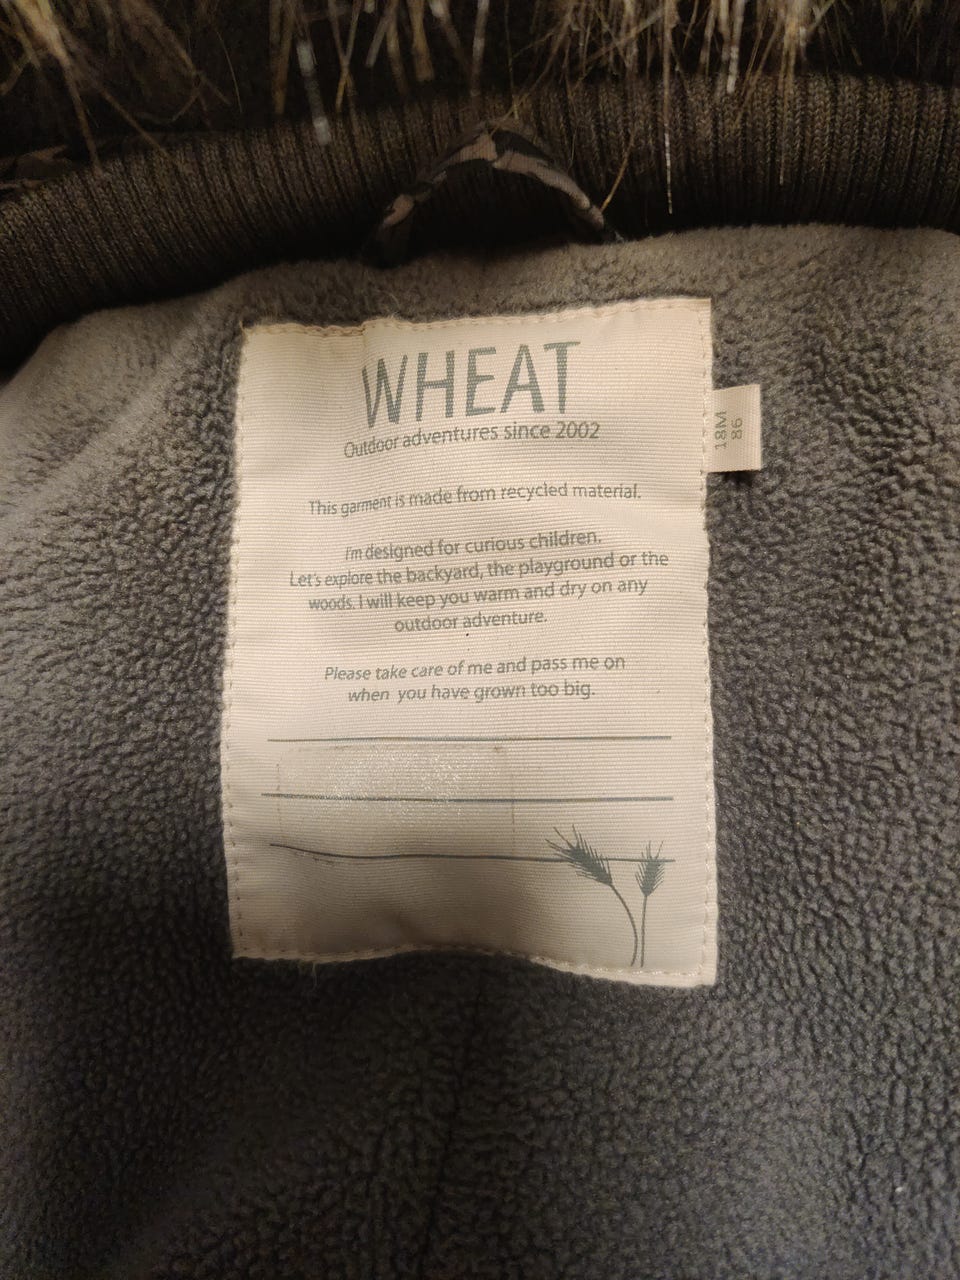 WHEAT
Outdoor adventures since 2002
18M
86
This garment is made from recycled material.
I'm designed for curious children.
Let's explore the backyard, the playground or the
woods. I will keep you warm and dry on any
outdoor adventure.
Please take care of me and pass me on
when you have grown too big.